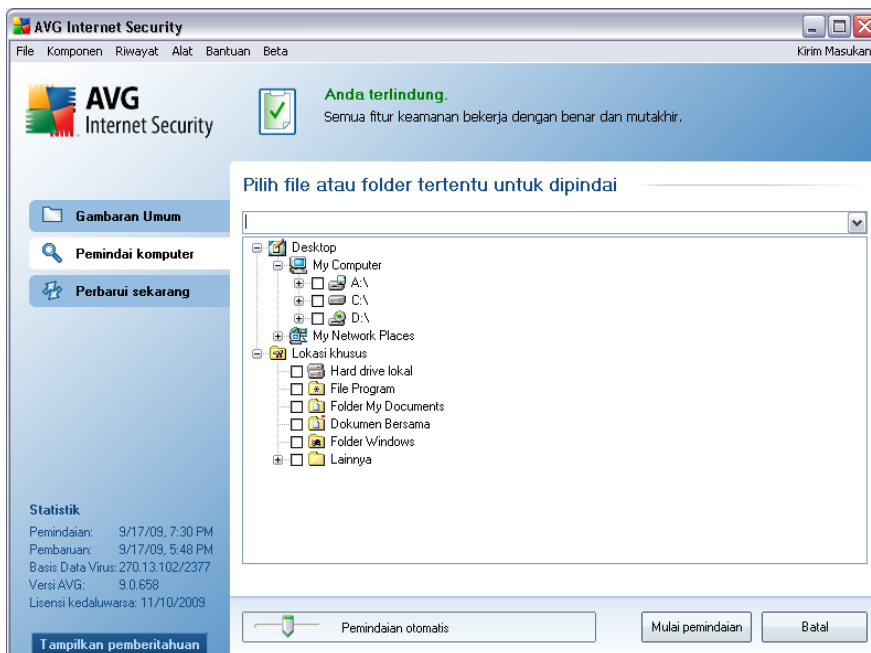 AVG Internet Security
File Komponen Riwayat Alat Bantuan Beta Kirim Masukan
AVG
Internet Security
Anda terlindung.
Semua fitur keamanan bekerja dengan benar dan mutakhir.
Pilih file atau folder tertentu untuk dipindai
Gambaran Umum
Pemindai komputer
Perbarui sekarang
Desktop
My Computer
A:\
C:\
D:\
My Network Places
Lokasi khusus
Hard drive lokal
File Program
Folder My Documents
Dokumen Bersama
Folder Windows
Lainnya
Statistik
Pemindaian: 9/17/09, 7:30 PM
Pembaruan: 9/17/09, 5:48 PM
Basis Data Virus: 270.13.102/2377
Versi AVG: 9.0.658
Lisensi kedaluwarsa: 11/10/2009
Tampilkan pemberitahuan
Pemindaian otomatis
Mulai pemindaian
Batal